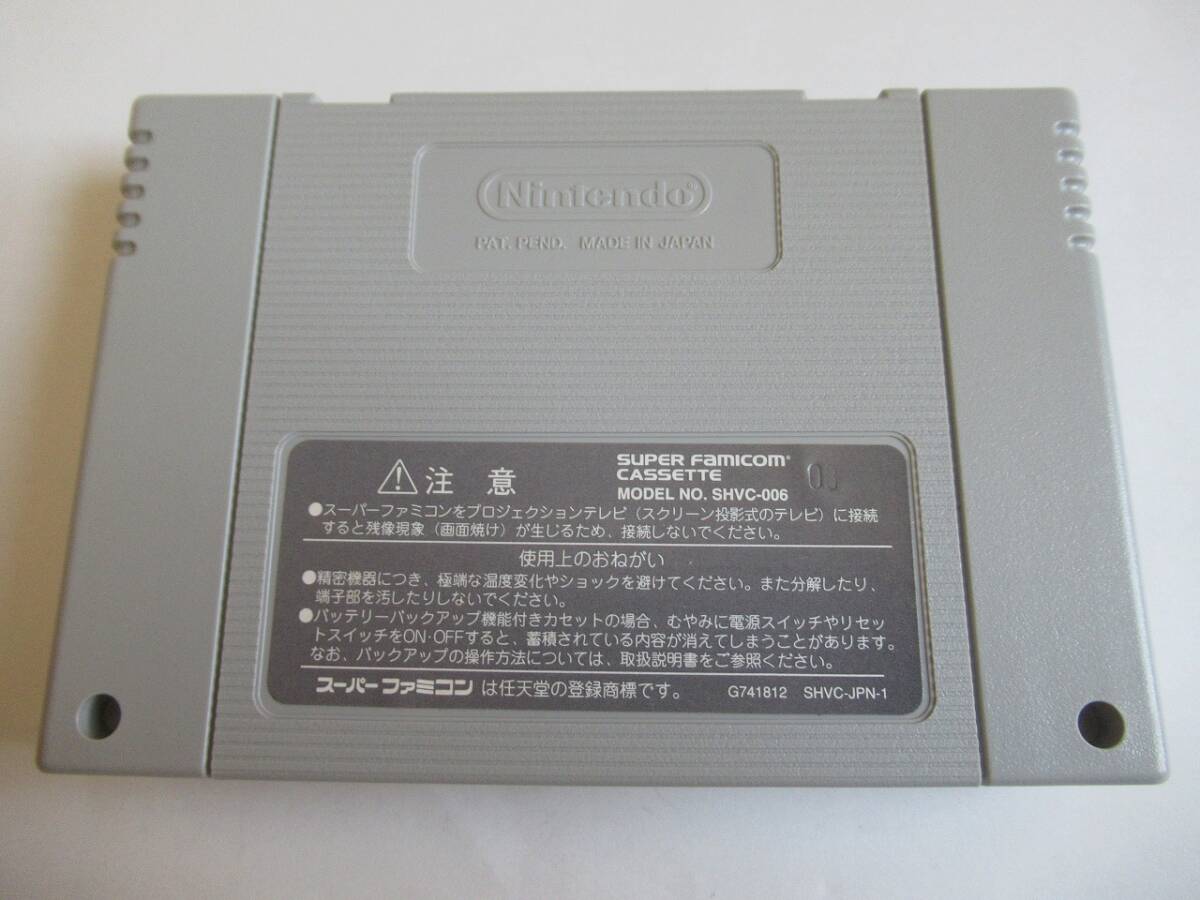 Nintendo®
PAT. PEND. MADE IN JAPAN
注意
SUPER FAMICOM®
CASSETTE
MODEL NO. SHVC-006
●スーパーファミコンをプロジェクションテレビ（スクリーン投影式のテレビ）に接続
すると残像現象（画面焼け）が生じるため、接続しないでください。
使用上のおねがい
●精密機器につき、極端な温度変化やショックを避けてください。また分解したり、
端子部を汚したりしないでください。
●バッテリーバックアップ機能付きカセットの場合、むやみに電源スイッチやリセッ
トスイッチをON・OFFすると、蓄積されている内容が消えてしまうことがあります。
なお、バックアップの操作方法については、取扱説明書をご参照ください。
スーパーファミコン は任天堂の登録商標です。 G741812 SHVC-JPN-1